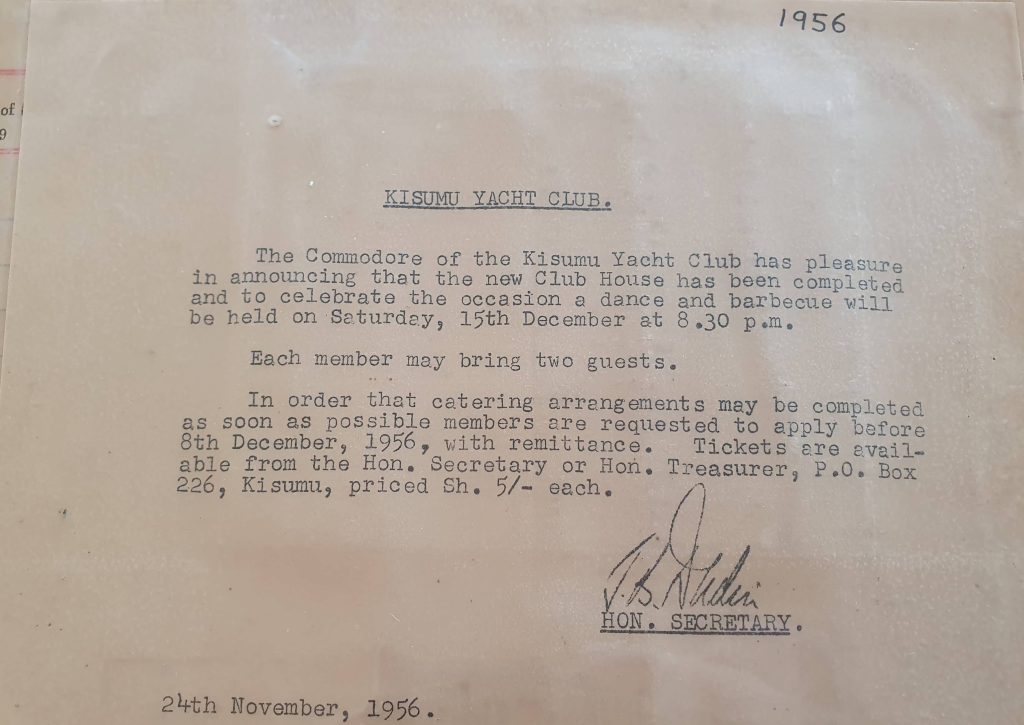 1956
of
9
KISUMU YACHT CLUB.
The Commodore of the Kisumu Yacht Club has pleasure
in announcing that the new Club House has been completed
and to celebrate the occasion a dance and barbecue will
be held on Saturday, 15th December at 8.30 p.m.
Each member may bring two guests.
In order that catering arrangements may be completed
as soon as possible members are requested to apply before
8th December, 1956, with remittance. Tickets are avail-
able from the Hon. Secretary or Hon. Treasurer, P.O. Box
226, Kisumu, priced Sh. 5/- each.
J.B.
HON. SECRETARY.
24th November, 1956.